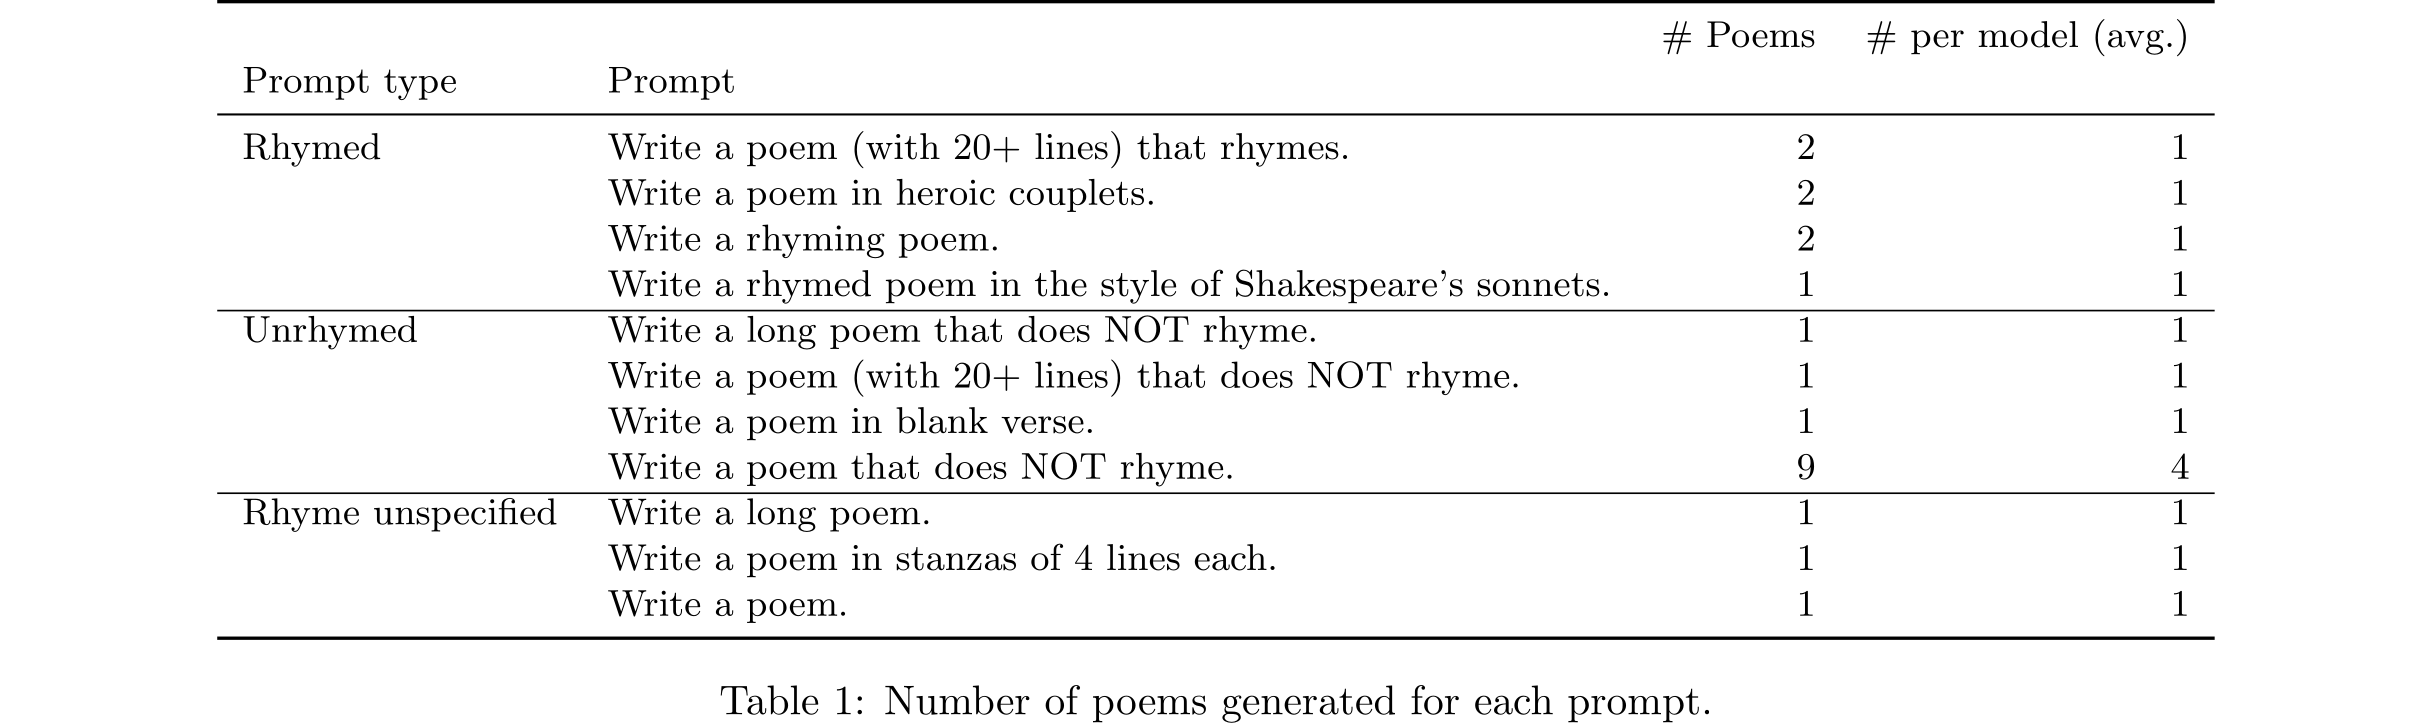 # Poems # per model (avg.)
Prompt type Prompt
Rhymed Write a poem (with 20+ lines) that rhymes. 2 1
Write a poem in heroic couplets. 2 1
Write a rhyming poem. 2 1
Write a rhymed poem in the style of Shakespeare’s sonnets. 1 1
Unrhymed Write a long poem that does NOT rhyme. 1 1
Write a poem (with 20+ lines) that does NOT rhyme. 1 1
Write a poem in blank verse. 1 1
Write a poem that does NOT rhyme. 9 4
Rhyme unspecified Write a long poem. 1 1
Write a poem in stanzas of 4 lines each. 1 1
Write a poem. 1 1
Table 1: Number of poems generated for each prompt.